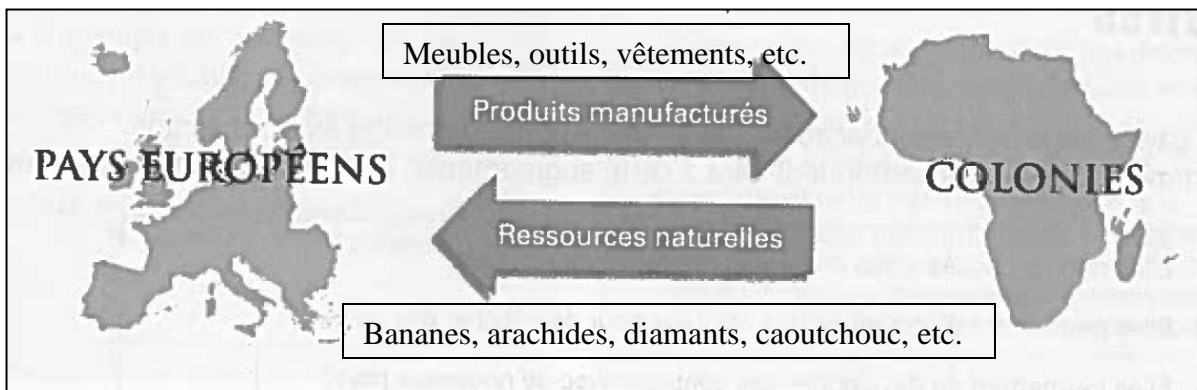 Meubles, outils, vêtements, etc.
Produits manufacturés
PAYS EUROPÉENS
COLONIES
Ressources naturelles
Bananes, arachides, diamants, caoutchouc, etc.